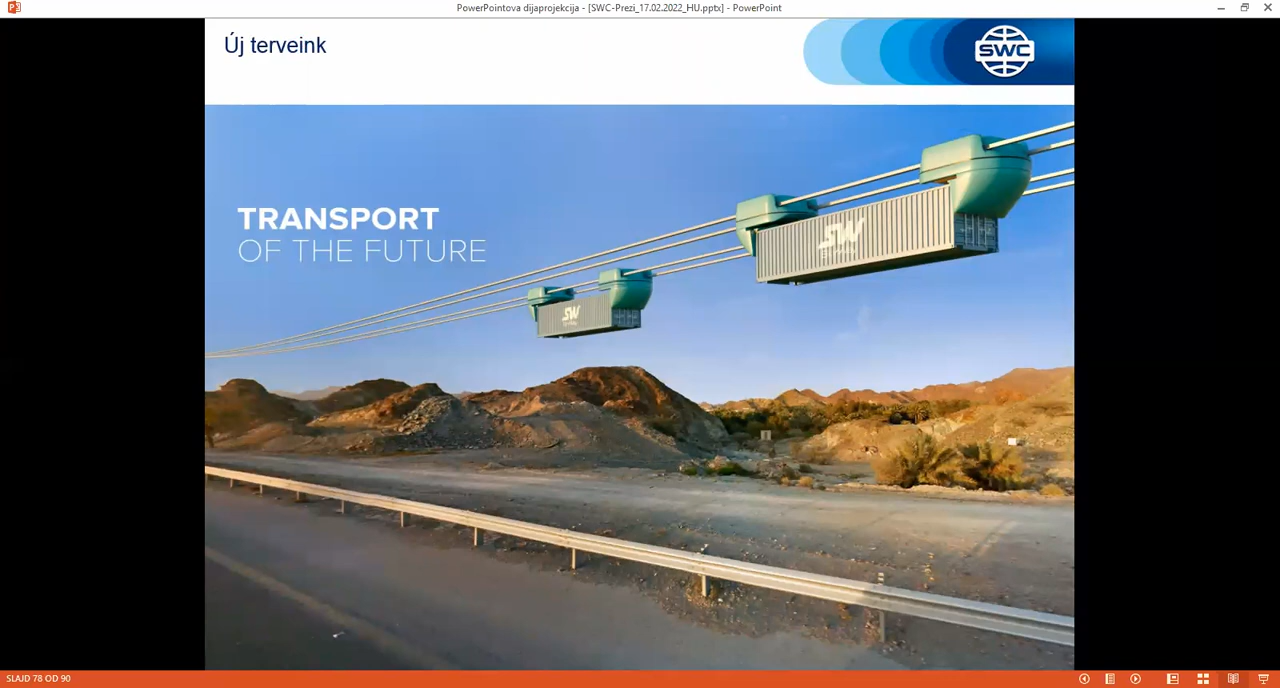 PowerPointova dijaprojekcija - [SWC-Prezi_17.02.2022_HU.pptx] - PowerPoint
Új terveink
SWC
TRANSPORT
OF THE FUTURE
SW
SW
SLAJD 78 OD 90